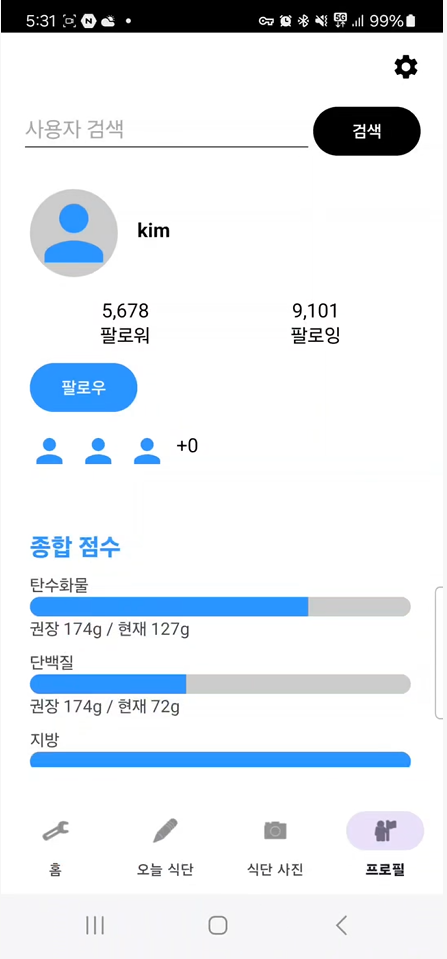 5:31 N 5G 99%
사용자 검색 검색
kim
5,678 9,101
팔로워 팔로잉
팔로우
+0
종합 점수
탄수화물
권장 174g / 현재 127g
단백질
권장 174g / 현재 72g
지방
홈 오늘 식단 식단 사진 프로필